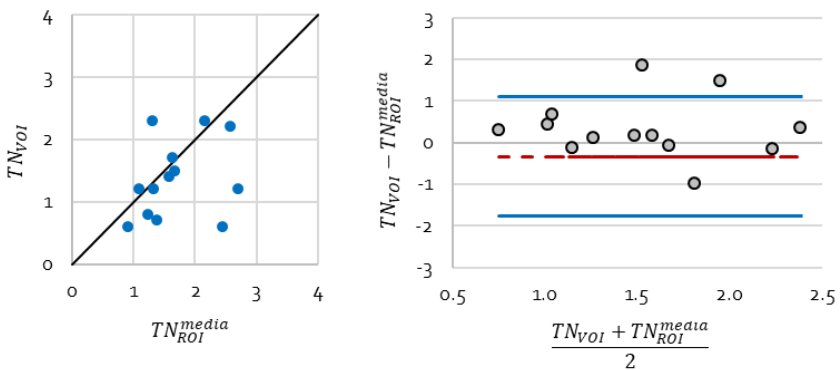 4
3
2
1
0
0 1 2 3 4
TN_VOI
TN_ROI^media
3
2
1
0
-1
-2
-3
0.5 1.0 1.5 2.0 2.5
TN_VOI − TN_ROI^media
TN_VOI + TN_ROI^media
2